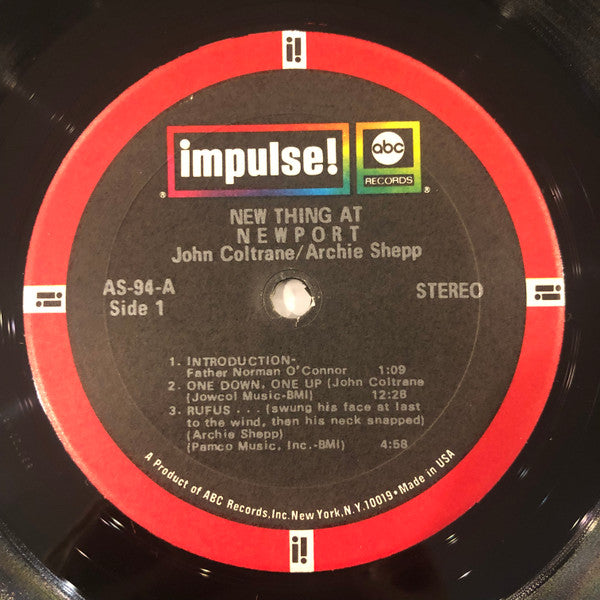 i!
impulse!
abc
RECORDS
®
®
NEW THING AT
NEWPORT
John Coltrane/Archie Shepp
AS-94-A
Side 1
STEREO
i!
i!
1. INTRODUCTION-
Father Norman O'Connor 1:09
2. ONE DOWN, ONE UP (John Coltrane
(Jowcol Music-BMI) 12:28
3. RUFUS . . . (swung his face at last
to the wind, then his neck snapped)
(Archie Shepp)
(Pamco Music, Inc.-BMI) 4:58
A Product of ABC Records, Inc. New York, N.Y. 10019 • Made in USA
i!